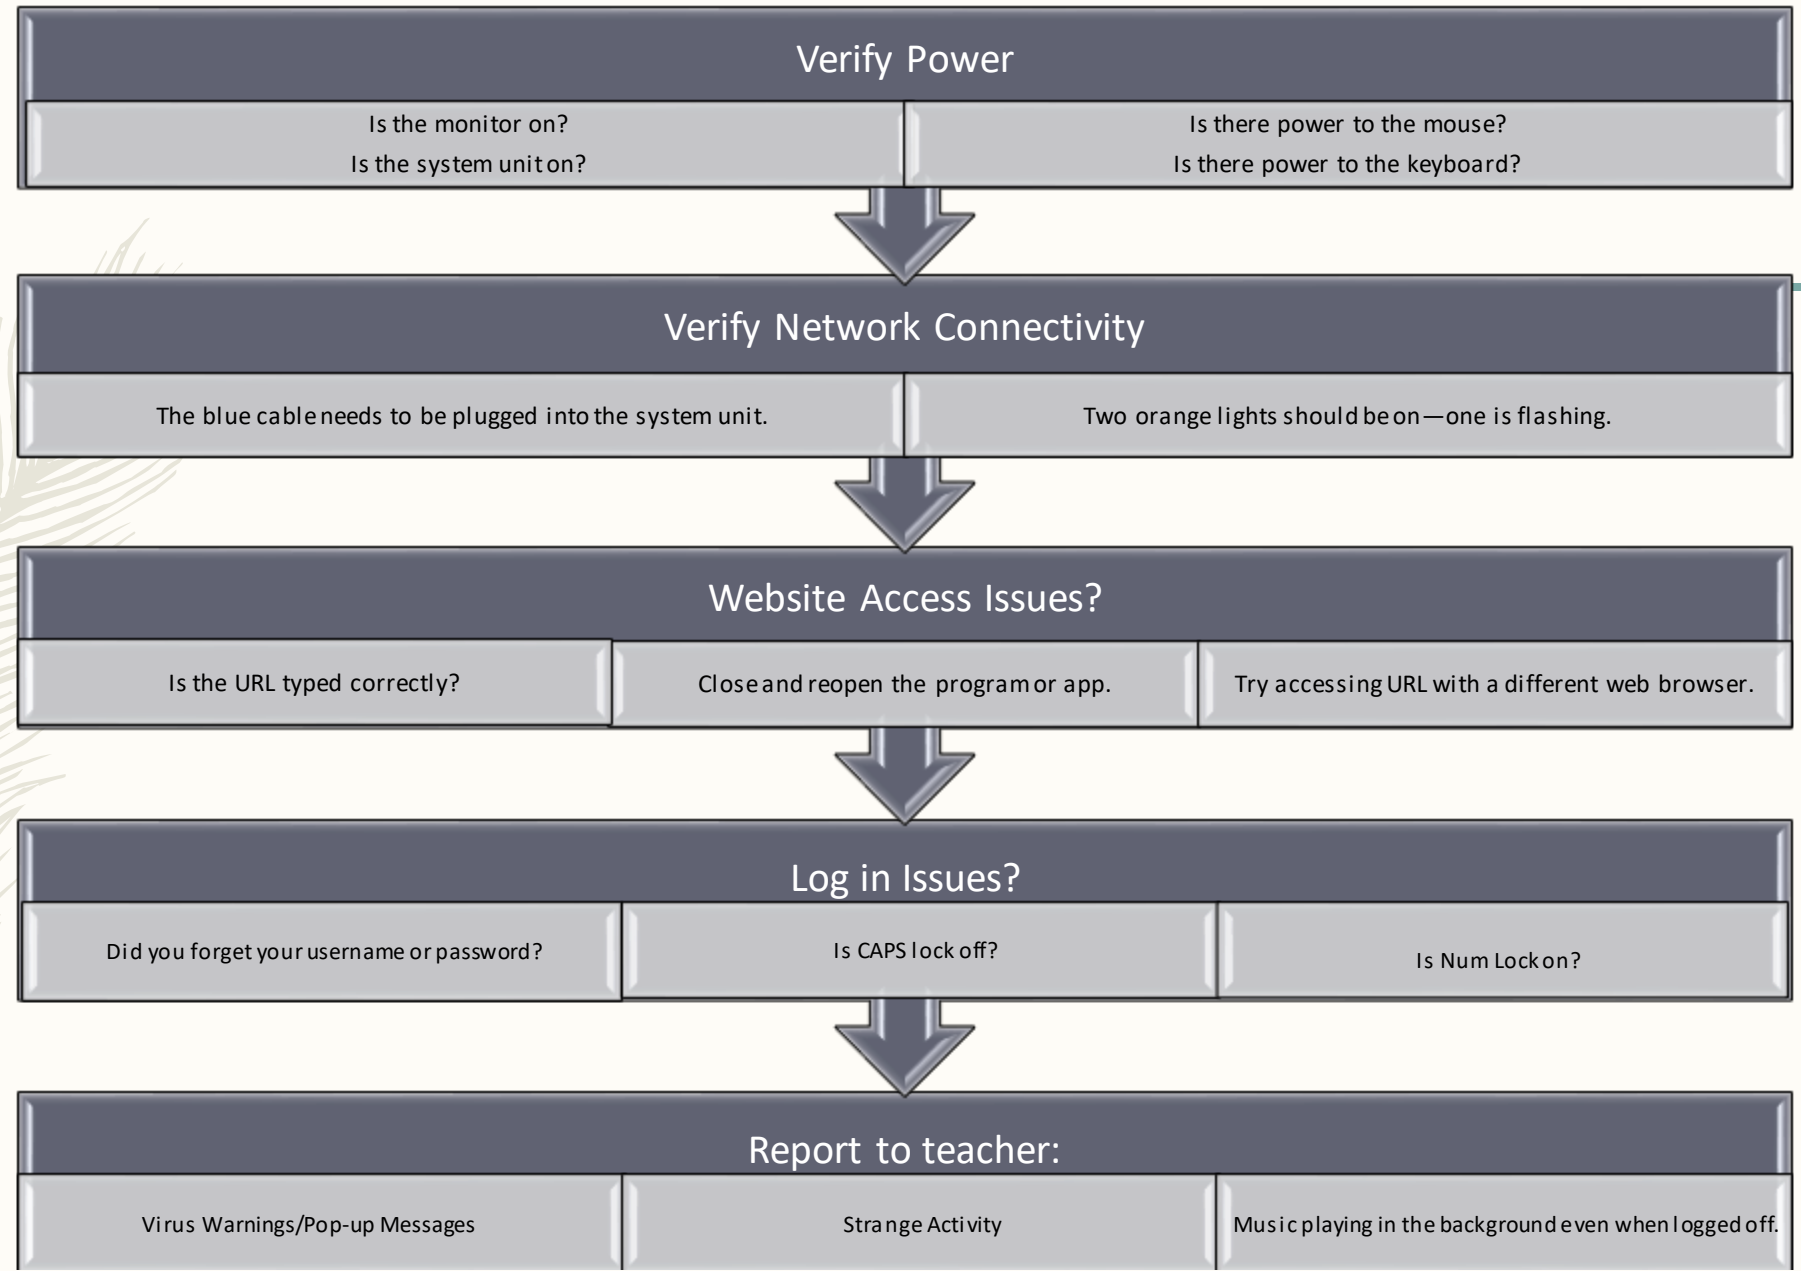 Verify Power
Is the monitor on?
Is the system unit on?
Is there power to the mouse?
Is there power to the keyboard?
Verify Network Connectivity
The blue cable needs to be plugged into the system unit.
Two orange lights should be on—one is flashing.
Website Access Issues?
Is the URL typed correctly?
Close and reopen the program or app.
Try accessing URL with a different web browser.
Log in Issues?
Did you forget your username or password?
Is CAPS lock off?
Is Num Lock on?
Report to teacher:
Virus Warnings/Pop-up Messages
Strange Activity
Music playing in the background even when logged off.